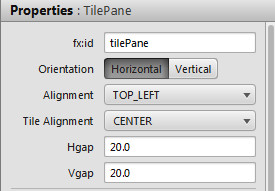 Properties : TilePane
fx:id tilePane
Orientation Horizontal Vertical
Alignment TOP_LEFT
Tile Alignment CENTER
Hgap 20.0
Vgap 20.0